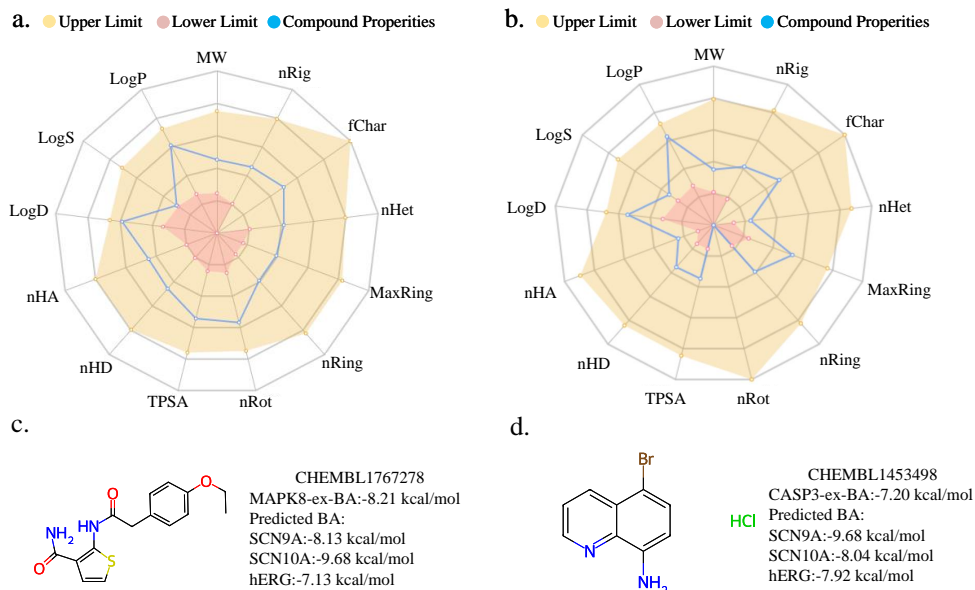 a.
Upper Limit Lower Limit Compound Properities
MW
nRig
fChar
nHet
MaxRing
nRing
nRot
TPSA
nHD
nHA
LogD
LogS
LogP
b.
Upper Limit Lower Limit Compound Properities
MW
nRig
fChar
nHet
MaxRing
nRing
nRot
TPSA
nHD
nHA
LogD
LogS
LogP
c.
O
O
HN
NH2
O
S
CHEMBL1767278
MAPK8-ex-BA:-8.21 kcal/mol
Predicted BA:
SCN9A:-8.13 kcal/mol
SCN10A:-9.68 kcal/mol
hERG:-7.13 kcal/mol
d.
Br
HCl
N
NH2
CHEMBL1453498
CASP3-ex-BA:-7.20 kcal/mol
Predicted BA:
SCN9A:-9.68 kcal/mol
SCN10A:-8.04 kcal/mol
hERG:-7.92 kcal/mol